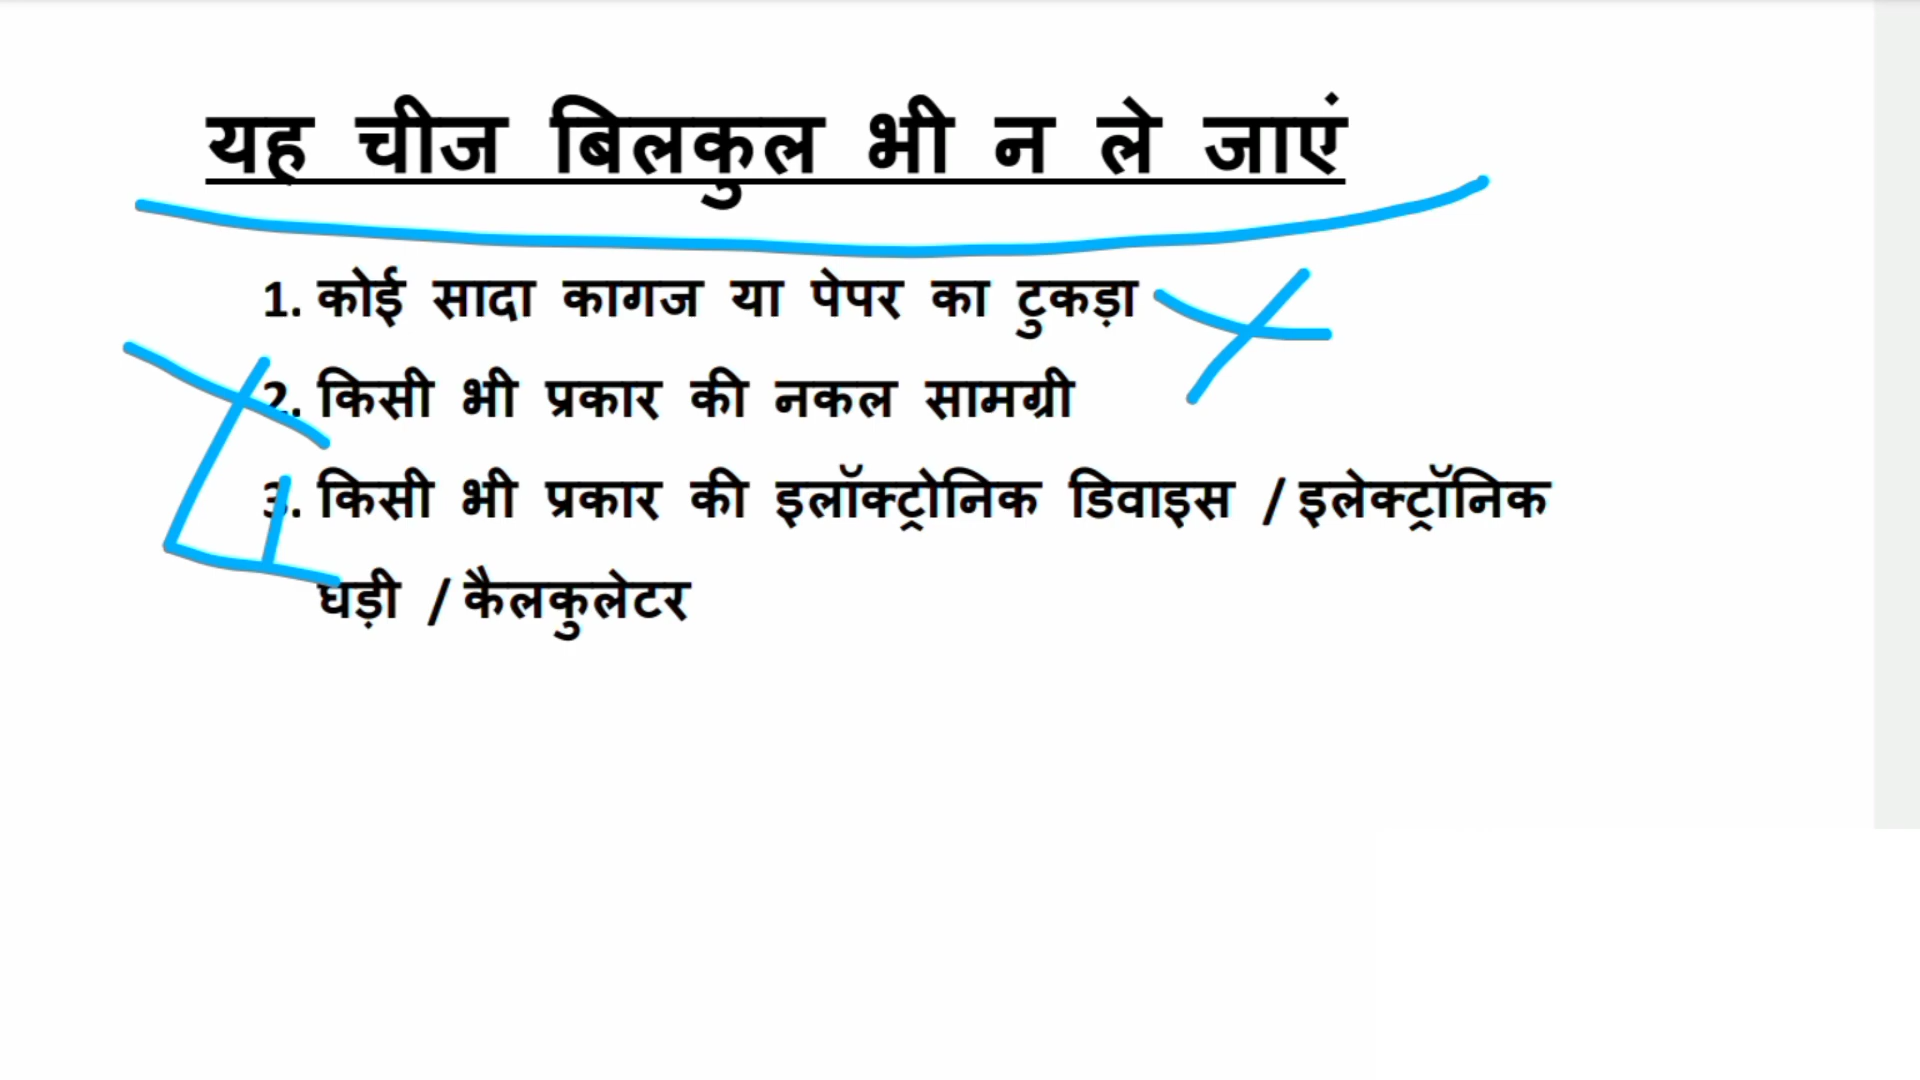 यह चीज बिलकुल भी न ले जाएं
1. कोई सादा कागज या पेपर का टुकड़ा
2. किसी भी प्रकार की नकल सामग्री
3. किसी भी प्रकार की इलॉक्ट्रोनिक डिवाइस / इलेक्ट्रॉनिक
घड़ी / कैलकुलेटर